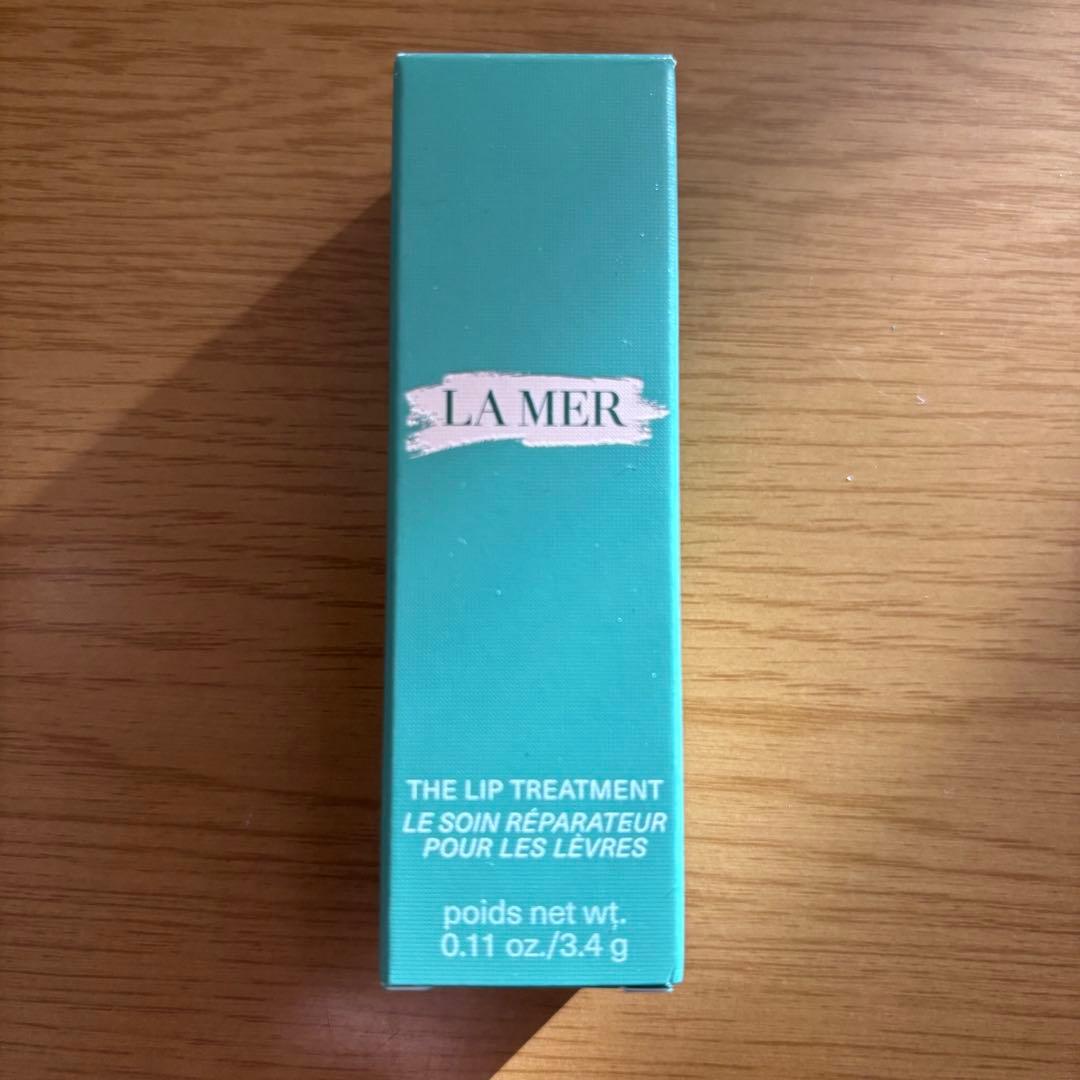 LA MER
THE LIP TREATMENT
LE SOIN RÉPARATEUR
POUR LES LÈVRES
poids net wt.
0.11 oz./3.4 g